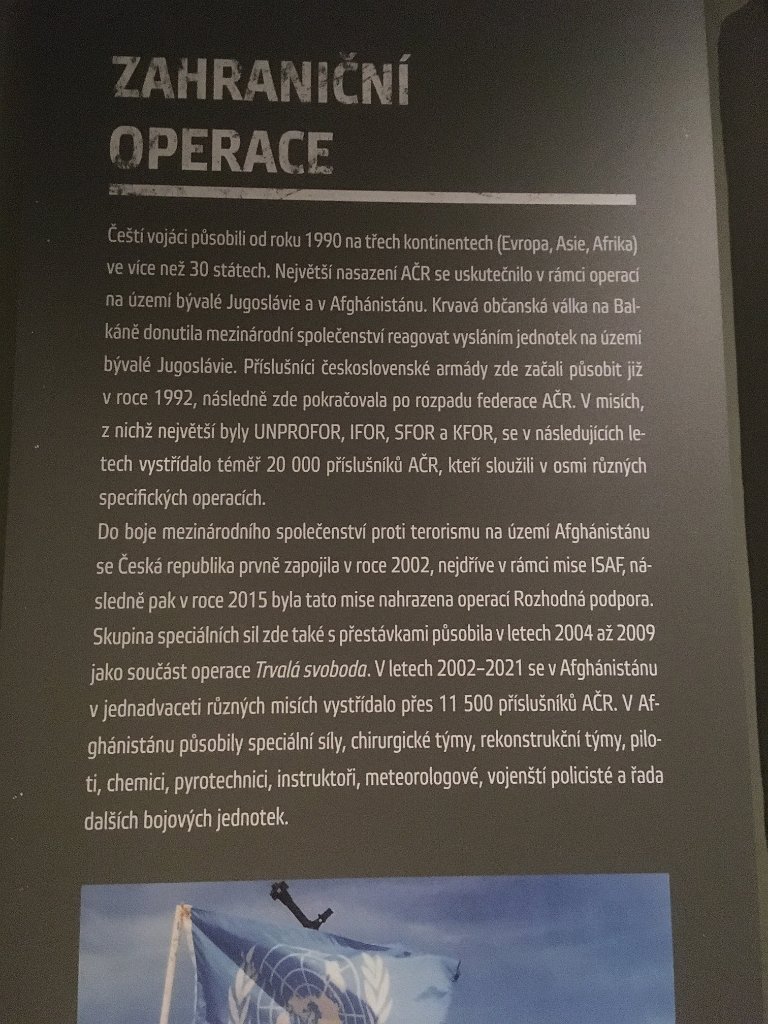 ZAHRANIČNÍ
OPERACE
Čeští vojáci působili od roku 1990 na třech kontinentech (Evropa, Asie, Afrika)
ve více než 30 státech. Největší nasazení AČR se uskutečnilo v rámci operací
na území bývalé Jugoslávie a v Afghánistánu. Krvavá občanská válka na Bal-
káně donutila mezinárodní společenství reagovat vysláním jednotek na území
bývalé Jugoslávie. Příslušníci československé armády zde začali působit již
v roce 1992, následně zde pokračovala po rozpadu federace AČR. V misích,
z nichž největší byly UNPROFOR, IFOR, SFOR a KFOR, se v následujících le-
tech vystřídalo téměř 20 000 příslušníků AČR, kteří sloužili v osmi různých
specifických operacích.
Do boje mezinárodního společenství proti terorismu na území Afghánistánu
se Česká republika prvně zapojila v roce 2002, nejdříve v rámci mise ISAF, ná-
sledně pak v roce 2015 byla tato mise nahrazena operací Rozhodná podpora.
Skupina speciálních sil zde také s přestávkami působila v letech 2004 až 2009
jako součást operace Trvalá svoboda. V letech 2002–2021 se v Afghánistánu
v jednadvaceti různých misích vystřídalo přes 11 500 příslušníků AČR. V Af-
ghánistánu působily speciální síly, chirurgické týmy, rekonstrukční týmy, pilo-
ti, chemici, pyrotechnici, instruktoři, meteorologové, vojenští policisté a řada
dalších bojových jednotek.